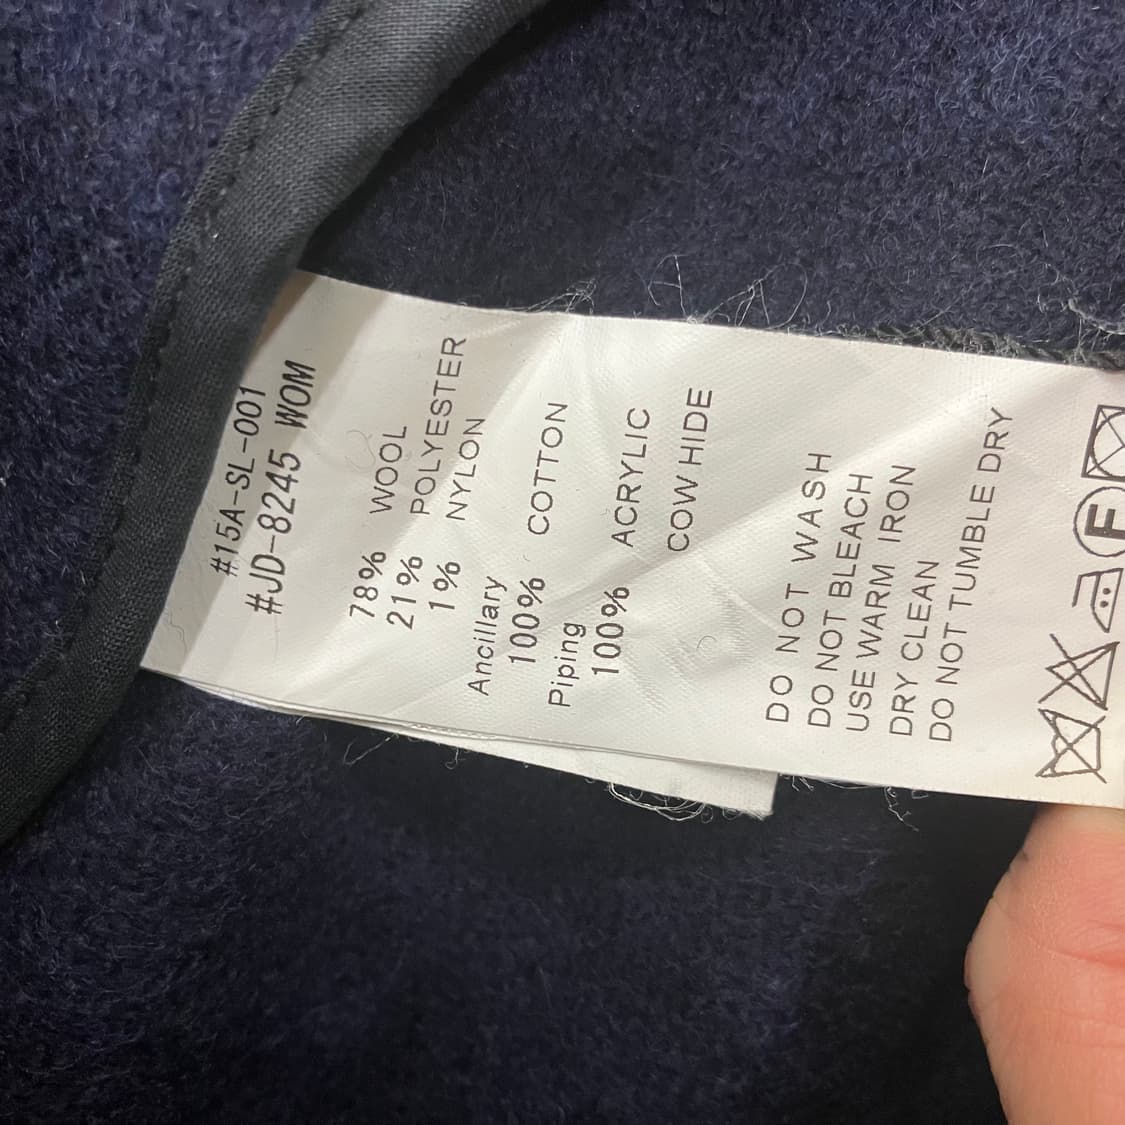 #15A-SL-001
#JD-8245 WOM
78% WOOL
21% POLYESTER
1% NYLON
Ancillary
100% COTTON
Piping
100% ACRYLIC
COW HIDE
DO NOT WASH
DO NOT BLEACH
USE WARM IRON
DRY CLEAN
DO NOT TUMBLE DRY
F